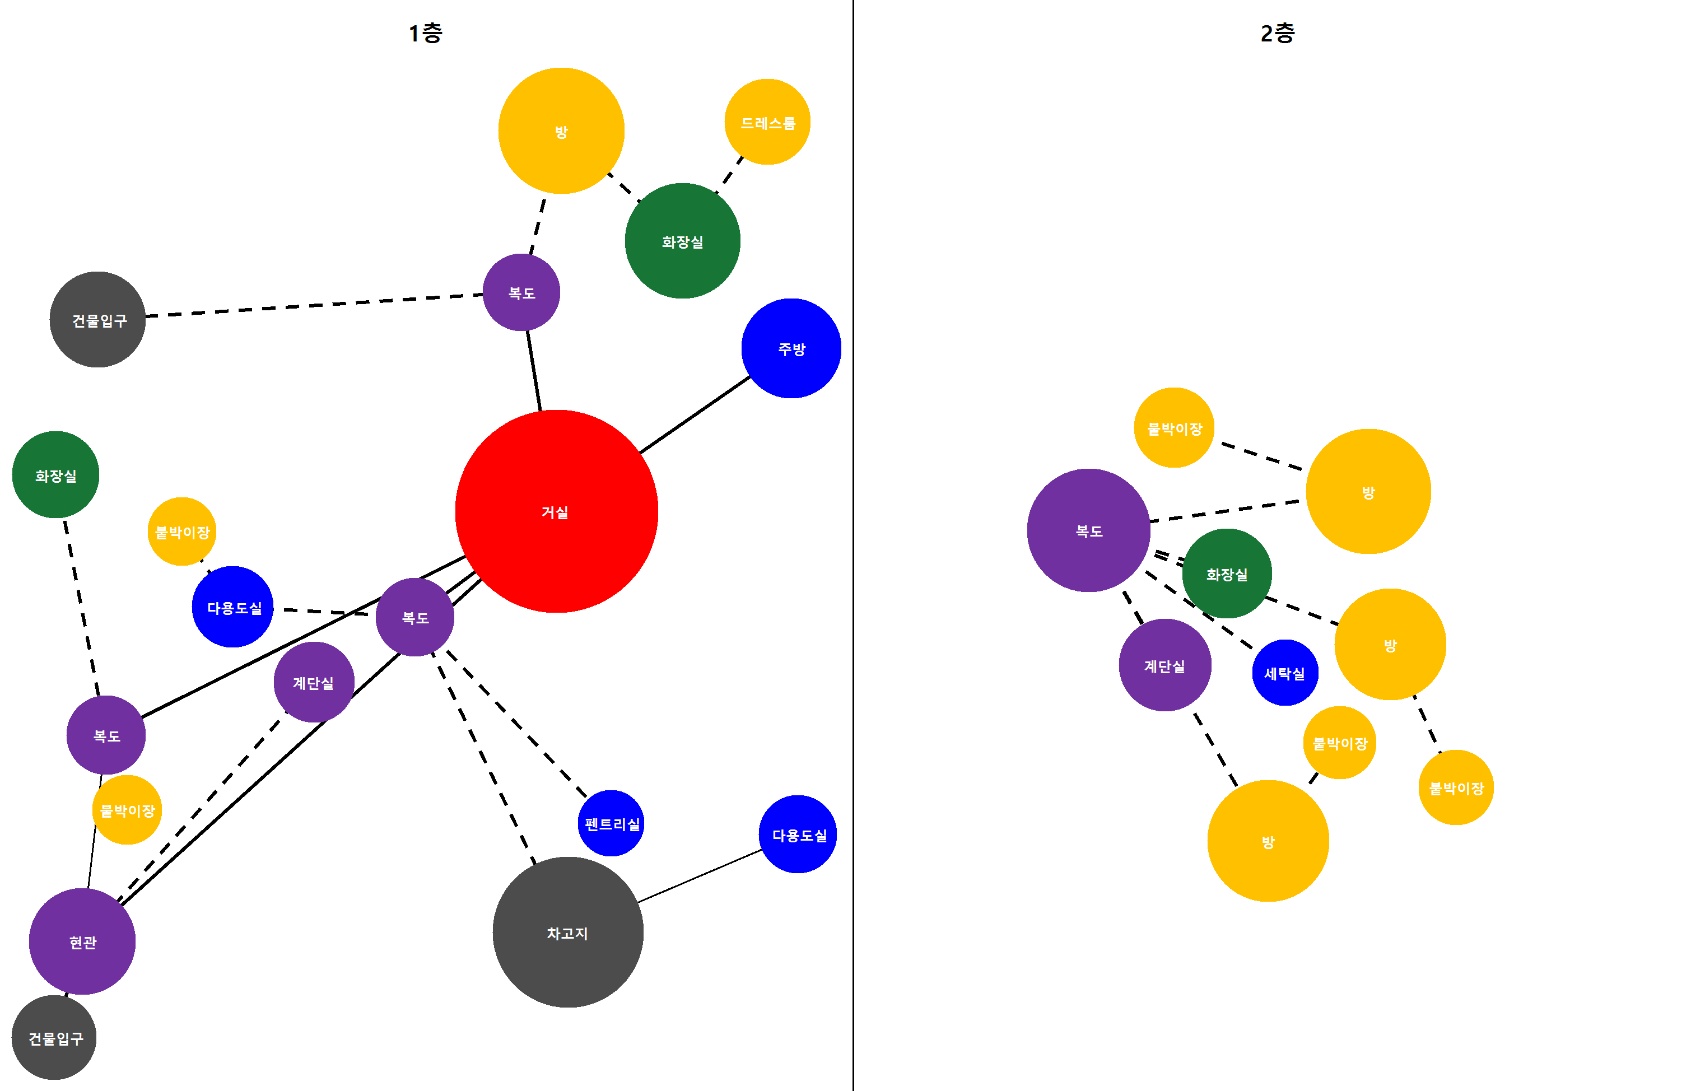 1층
드레스룸
방
화장실
복도
건물입구
주방
화장실
거실
붙박이장
다용도실
복도
계단실
복도
붙박이장
펜트리실
다용도실
차고지
현관
건물입구
2층
붙박이장
방
복도
화장실
방
계단실
세탁실
붙박이장
붙박이장
방